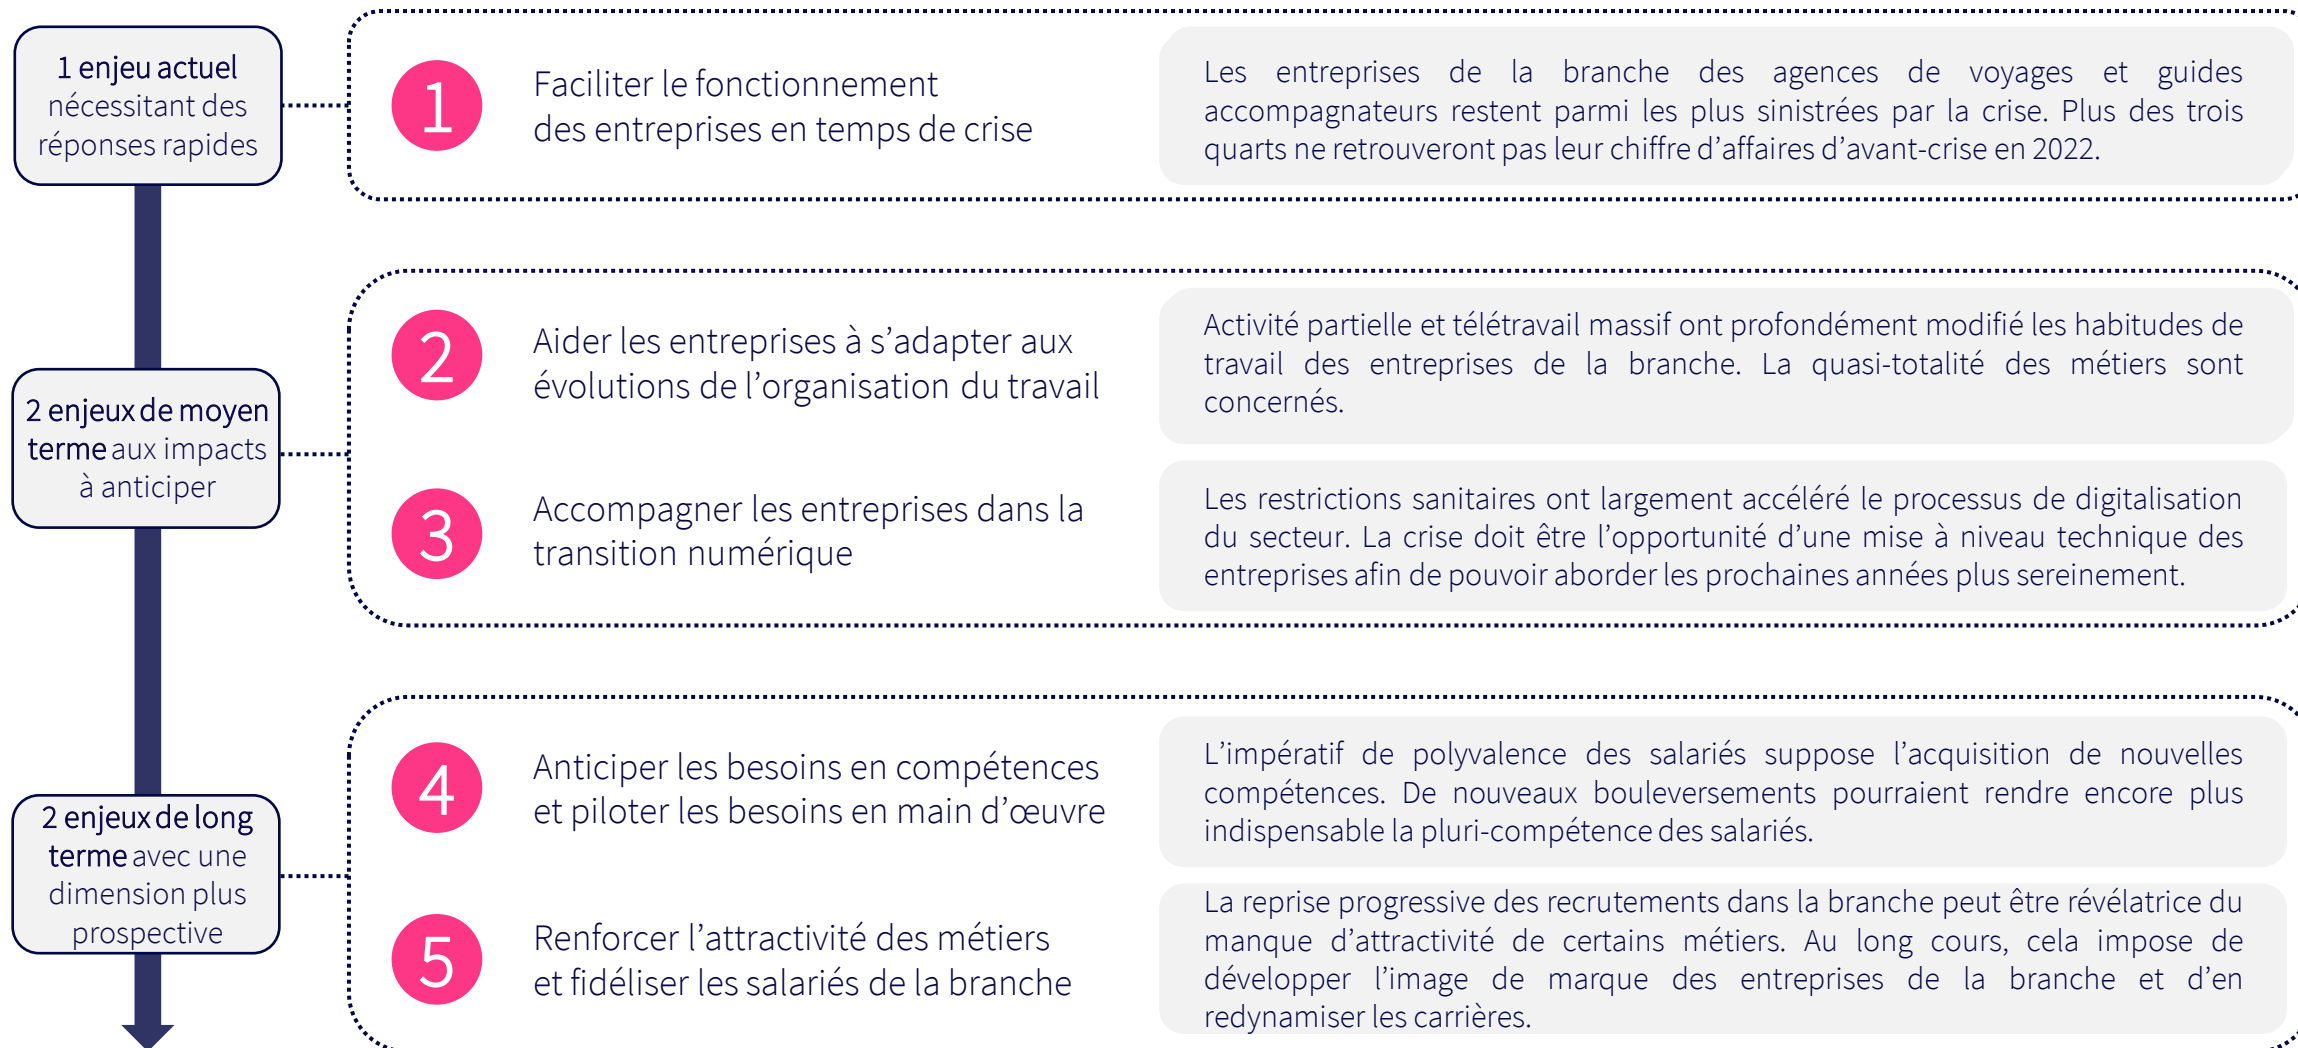 1 enjeu actuel
nécessitant des
réponses rapides
1
Faciliter le fonctionnement
des entreprises en temps de crise
Les entreprises de la branche des agences de voyages et guides
accompagnateurs restent parmi les plus sinistrées par la crise. Plus des trois
quarts ne retrouveront pas leur chiffre d’affaires d’avant-crise en 2022.
2 enjeux de moyen
terme aux impacts
à anticiper
2
Aider les entreprises à s’adapter aux
évolutions de l’organisation du travail
Activité partielle et télétravail massif ont profondément modifié les habitudes de
travail des entreprises de la branche. La quasi-totalité des métiers sont
concernés.
3
Accompagner les entreprises dans la
transition numérique
Les restrictions sanitaires ont largement accéléré le processus de digitalisation
du secteur. La crise doit être l’opportunité d’une mise à niveau technique des
entreprises afin de pouvoir aborder les prochaines années plus sereinement.
2 enjeux de long
terme avec une
dimension plus
prospective
4
Anticiper les besoins en compétences
et piloter les besoins en main d’œuvre
L’impératif de polyvalence des salariés suppose l’acquisition de nouvelles
compétences. De nouveaux bouleversements pourraient rendre encore plus
indispensable la pluri-compétence des salariés.
5
Renforcer l’attractivité des métiers
et fidéliser les salariés de la branche
La reprise progressive des recrutements dans la branche peut être révélatrice du
manque d’attractivité de certains métiers. Au long cours, cela impose de
développer l’image de marque des entreprises de la branche et d’en
redynamiser les carrières.